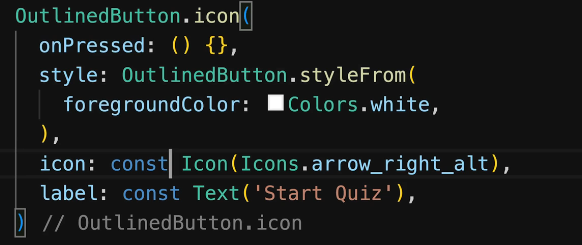 OutlinedButton.icon(
  onPressed: () {},
  style: OutlinedButton.styleFrom(
    foregroundColor: Colors.white,
  ),
  icon: const Icon(Icons.arrow_right_alt),
  label: const Text('Start Quiz'),
) // OutlinedButton.icon